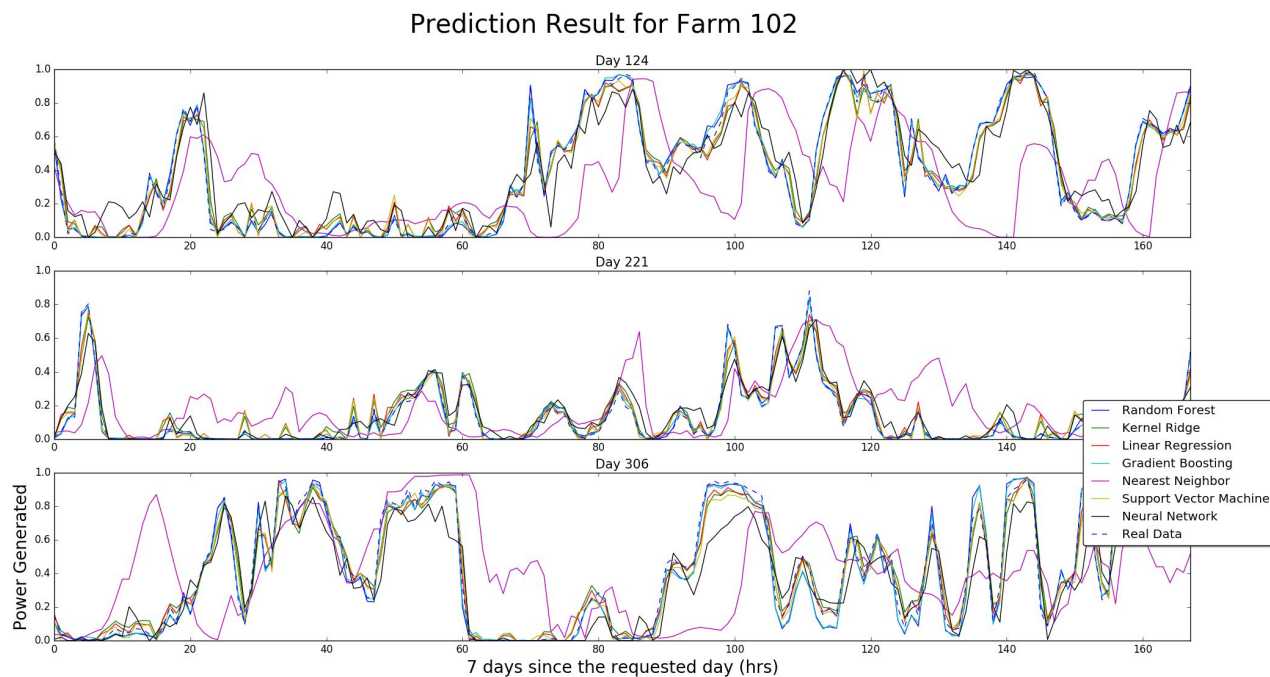 Prediction Result for Farm 102
Day 124
1.0
0.8
0.6
0.4
0.2
0.0
0 20 40 60 80 100 120 140 160
Day 221
1.0
0.8
0.6
0.4
0.2
0.0
0 20 40 60 80 100 120 140
Random Forest
Kernel Ridge
Linear Regression
Gradient Boosting
Nearest Neighbor
Support Vector Machine
Neural Network
Real Data
Day 306
Power Generated
1.0
0.8
0.6
0.4
0.2
0.0
0 20 40 60 80 100 120 140 160
7 days since the requested day (hrs)